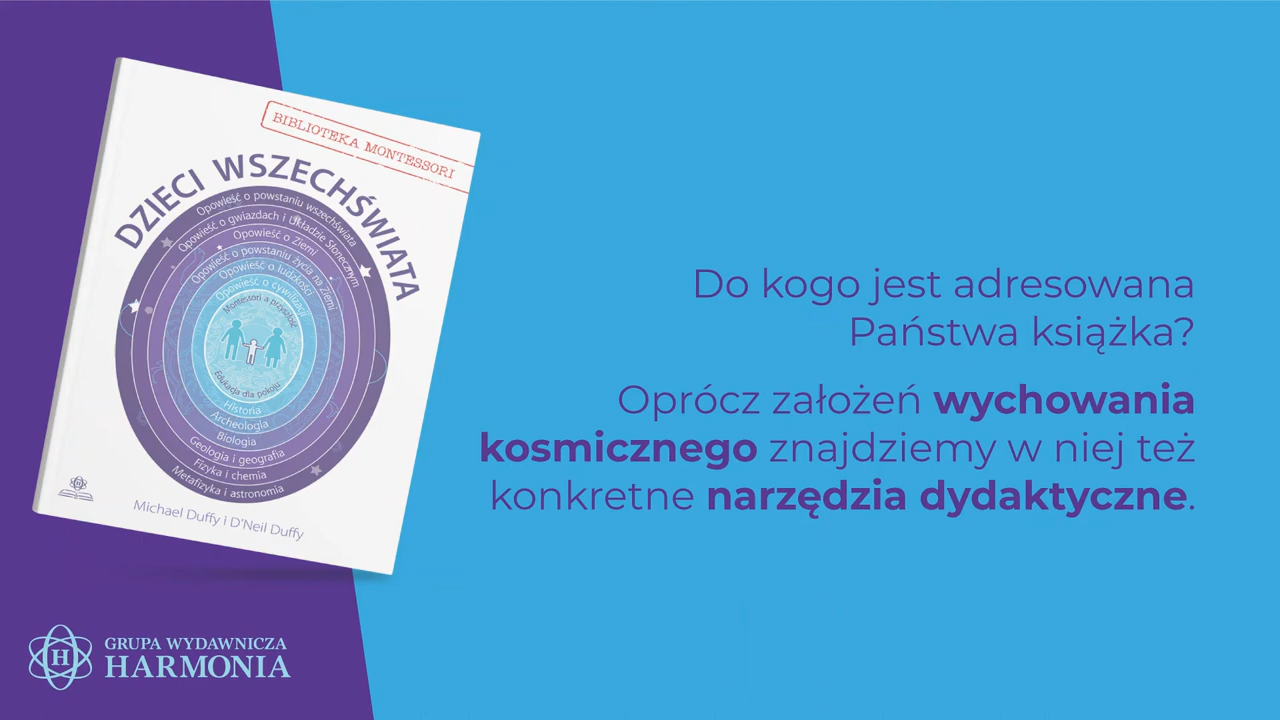 BIBLIOTEKA MONTESSORI
DZIECI WSZECHŚWIATA
Opowieść o powstaniu wszechświata
Opowieść o gwiazdach i Układzie Słonecznym
Opowieść o Ziemi
Opowieść o powstaniu życia na Ziemi
Opowieść o ludzkości
Opowieść o cywilizacji
Montessori a przyszłość
Edukacja dla pokoju
Historia
Archeologia
Biologia
Geologia i geografia
Fizyka i chemia
Metafizyka i astronomia
Michael Duffy i D'Neil Duffy
Do kogo jest adresowana
Państwa książka?
Oprócz założeń wychowania
kosmicznego znajdziemy w niej też
konkretne narzędzia dydaktyczne.
H
GRUPA WYDAWNICZA
HARMONIA